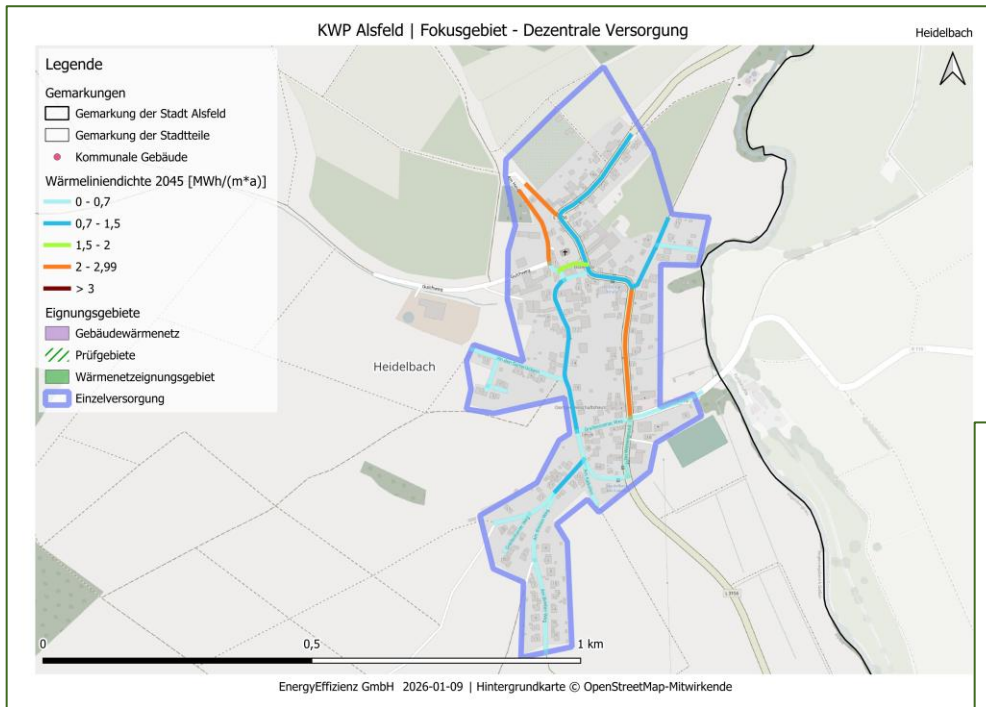 KWP Alsfeld | Fokusgebiet - Dezentrale Versorgung
Heidelbach
Legende
Gemarkungen
Gemarkung der Stadt Alsfeld
Gemarkung der Stadtteile
Kommunale Gebäude
Wärmeliniendichte 2045 [MWh/(m*a)]
0 - 0,7
0,7 - 1,5
1,5 - 2
2 - 2,99
> 3
Eignungsgebiete
Gebäudewärmenetz
Prüfgebiete
Wärmenetzeignungsgebiet
Einzelversorgung
Heidelbach
0
0,5
1 km
EnergyEffizienz GmbH 2026-01-09 | Hintergrundkarte © OpenStreetMap-Mitwirkende